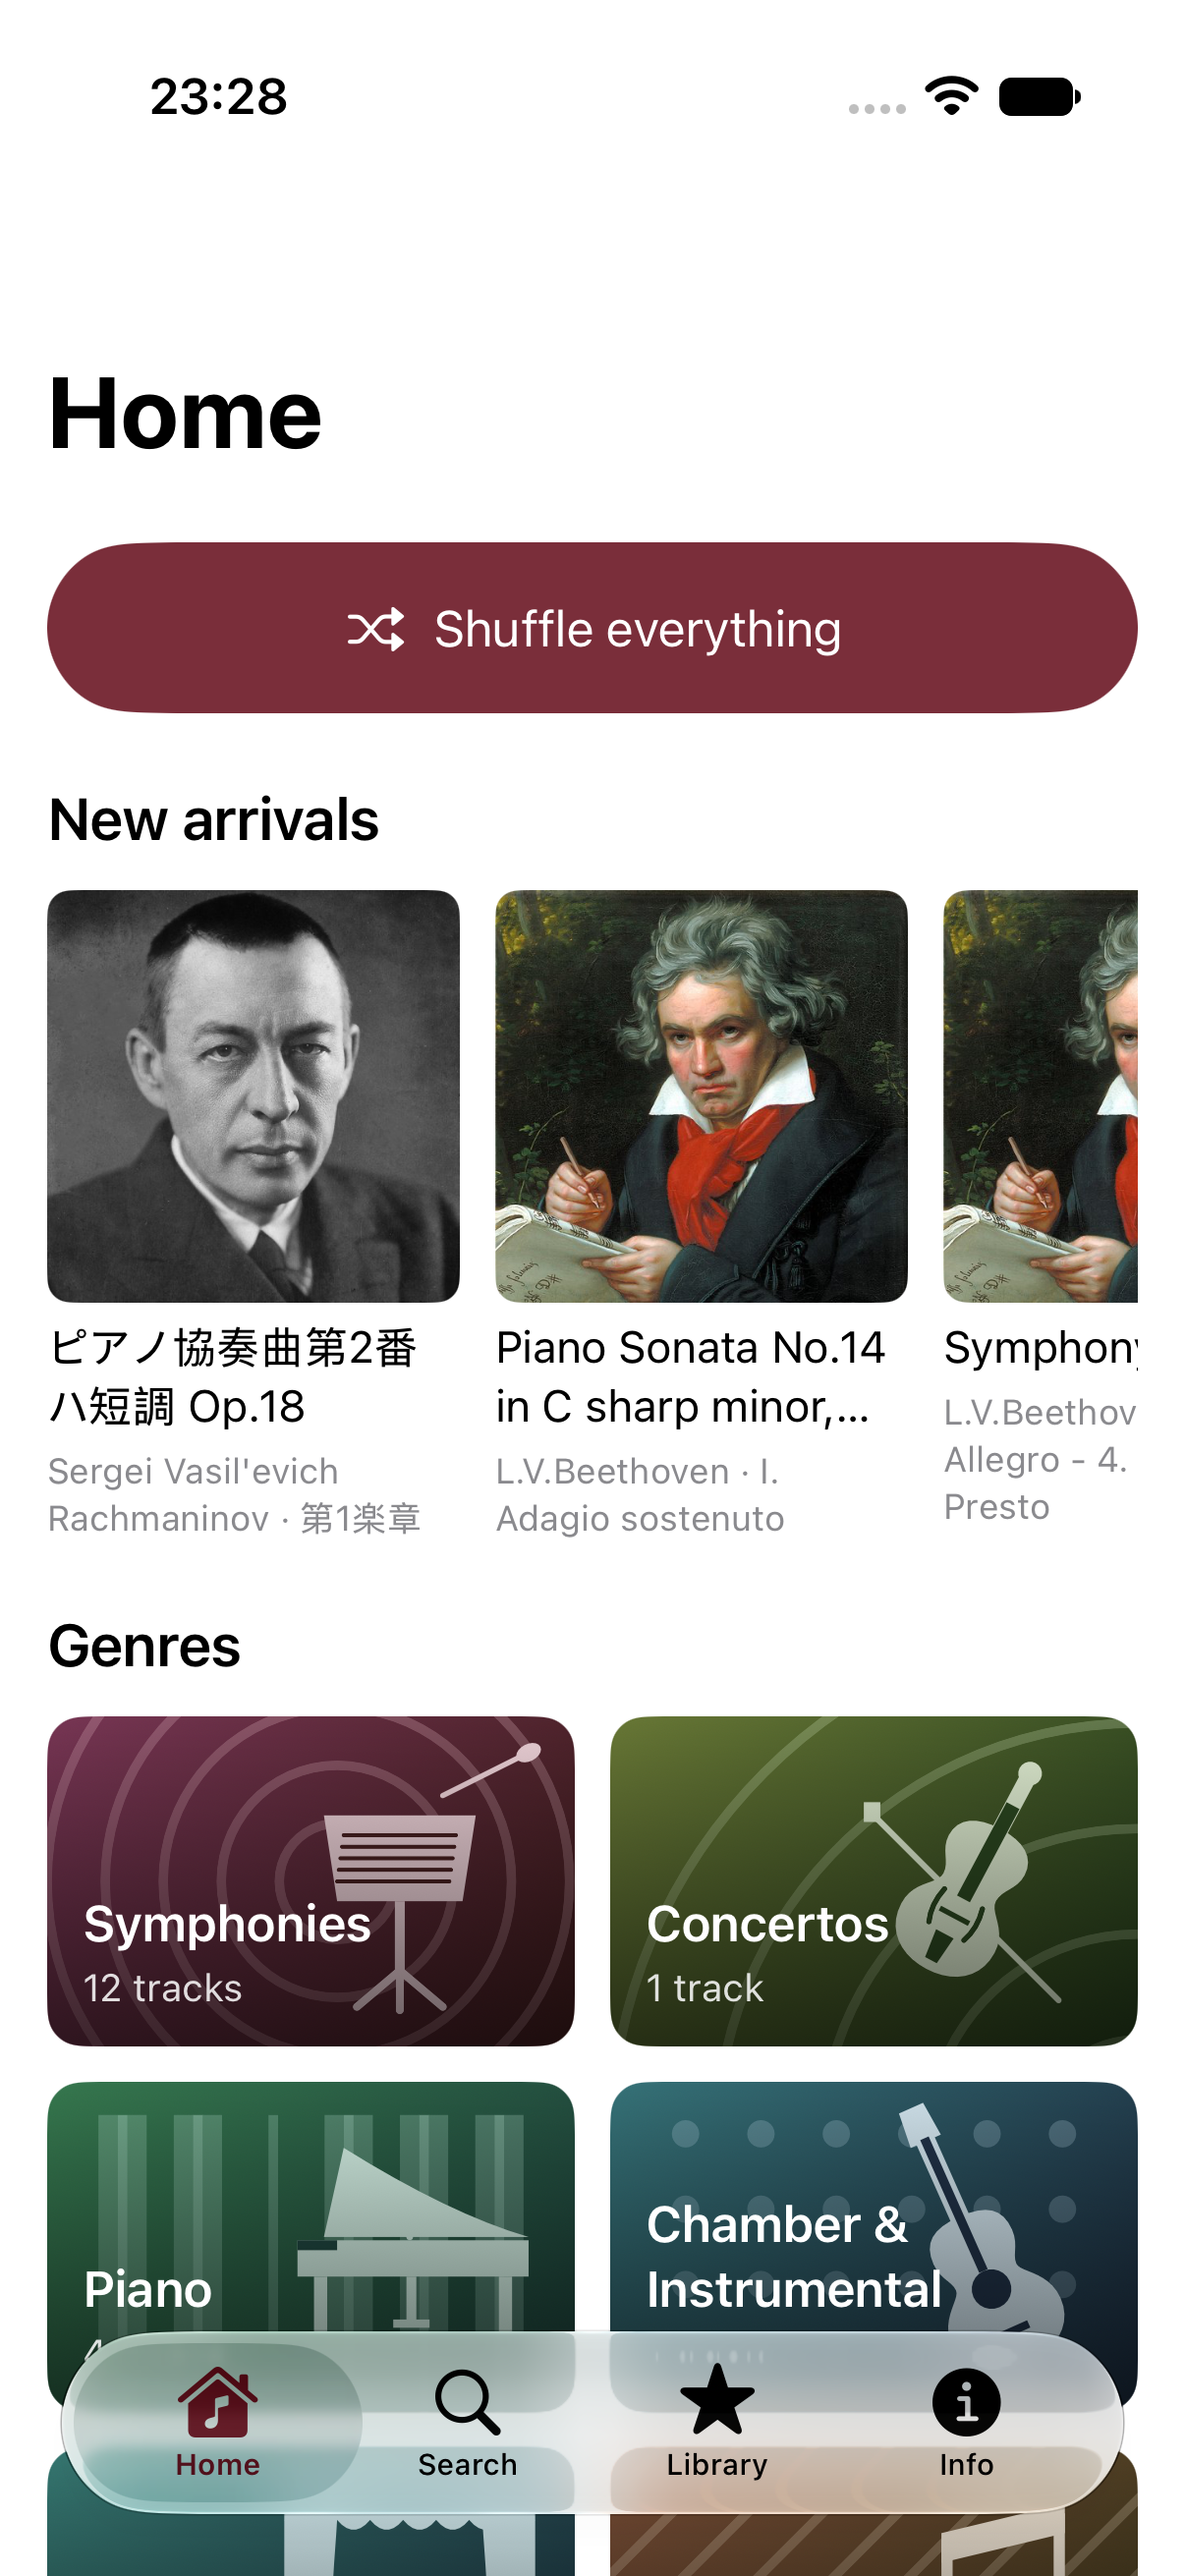 23:28
Home
Shuffle everything
New arrivals
ピアノ協奏曲第2番
ハ短調 Op.18
Sergei Vasil'evich
Rachmaninov · 第1楽章
Piano Sonata No.14
in C sharp minor,...
L.V.Beethoven · I.
Adagio sostenuto
Symphony
L.V.Beethov
Allegro - 4.
Presto
Genres
Symphonies
12 tracks
Concertos
1 track
Piano
Chamber &
Instrumental
Home
Search
Library
Info